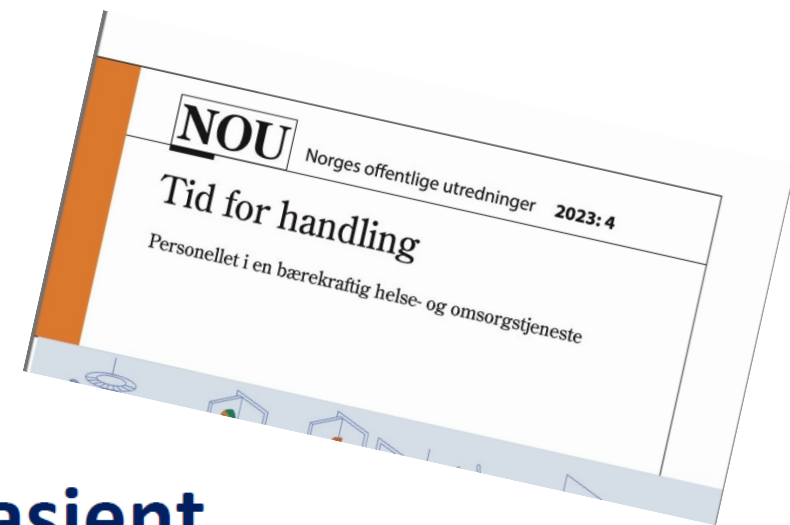 NOU
Norges offentlige utredninger 2023: 4
Tid for handling
Personellet i en bærekraftig helse- og omsorgstjeneste